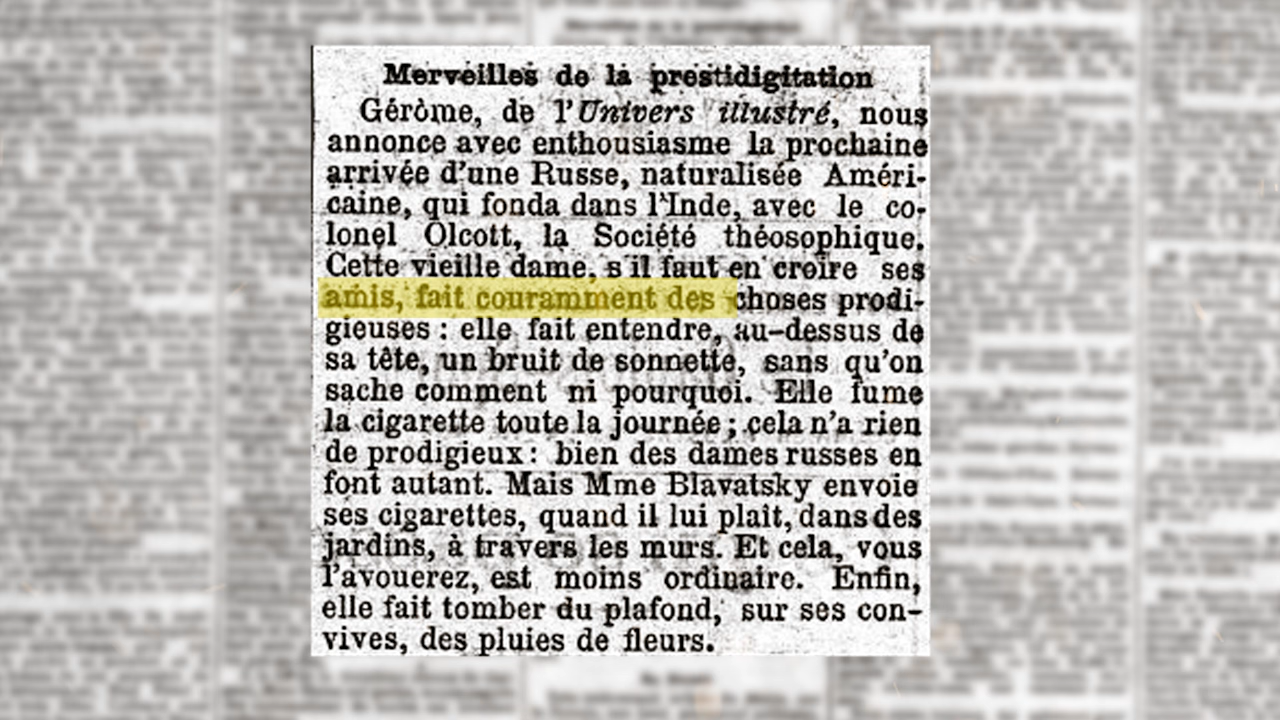 Merveilles de la prestidigitation
Gérôme, de l'Univers illustré, nous
annonce avec enthousiasme la prochaine
arrivée d'une Russe, naturalisée Améri-
caine, qui fonda dans l'Inde, avec le co-
lonel Olcott, la Société théosophique.
Cette vieille dame, s'il faut en croire ses
amis, fait couramment des choses prodi-
gieuses : elle fait entendre, au-dessus de
sa tête, un bruit de sonnette, sans qu'on
sache comment ni pourquoi. Elle fume
la cigarette toute la journée ; cela n'a rien
de prodigieux : bien des dames russes en
font autant. Mais Mme Blavatsky envoie
ses cigarettes, quand il lui plaît, dans des
jardins, à travers les murs. Et cela, vous
l'avouerez, est moins ordinaire. Enfin,
elle fait tomber du plafond, sur ses con-
vives, des pluies de fleurs.